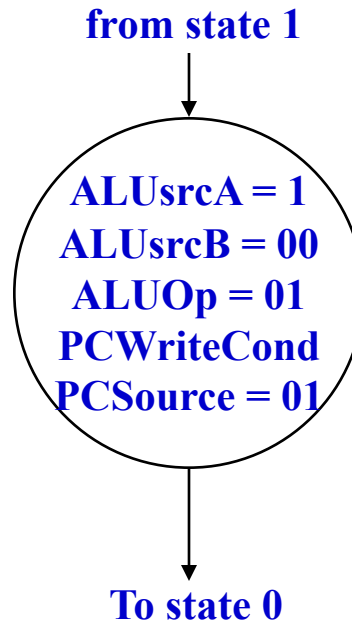 from state 1
ALUsrcA = 1
ALUsrcB = 00
ALUOp = 01
PCWriteCond
PCSource = 01
To state 0